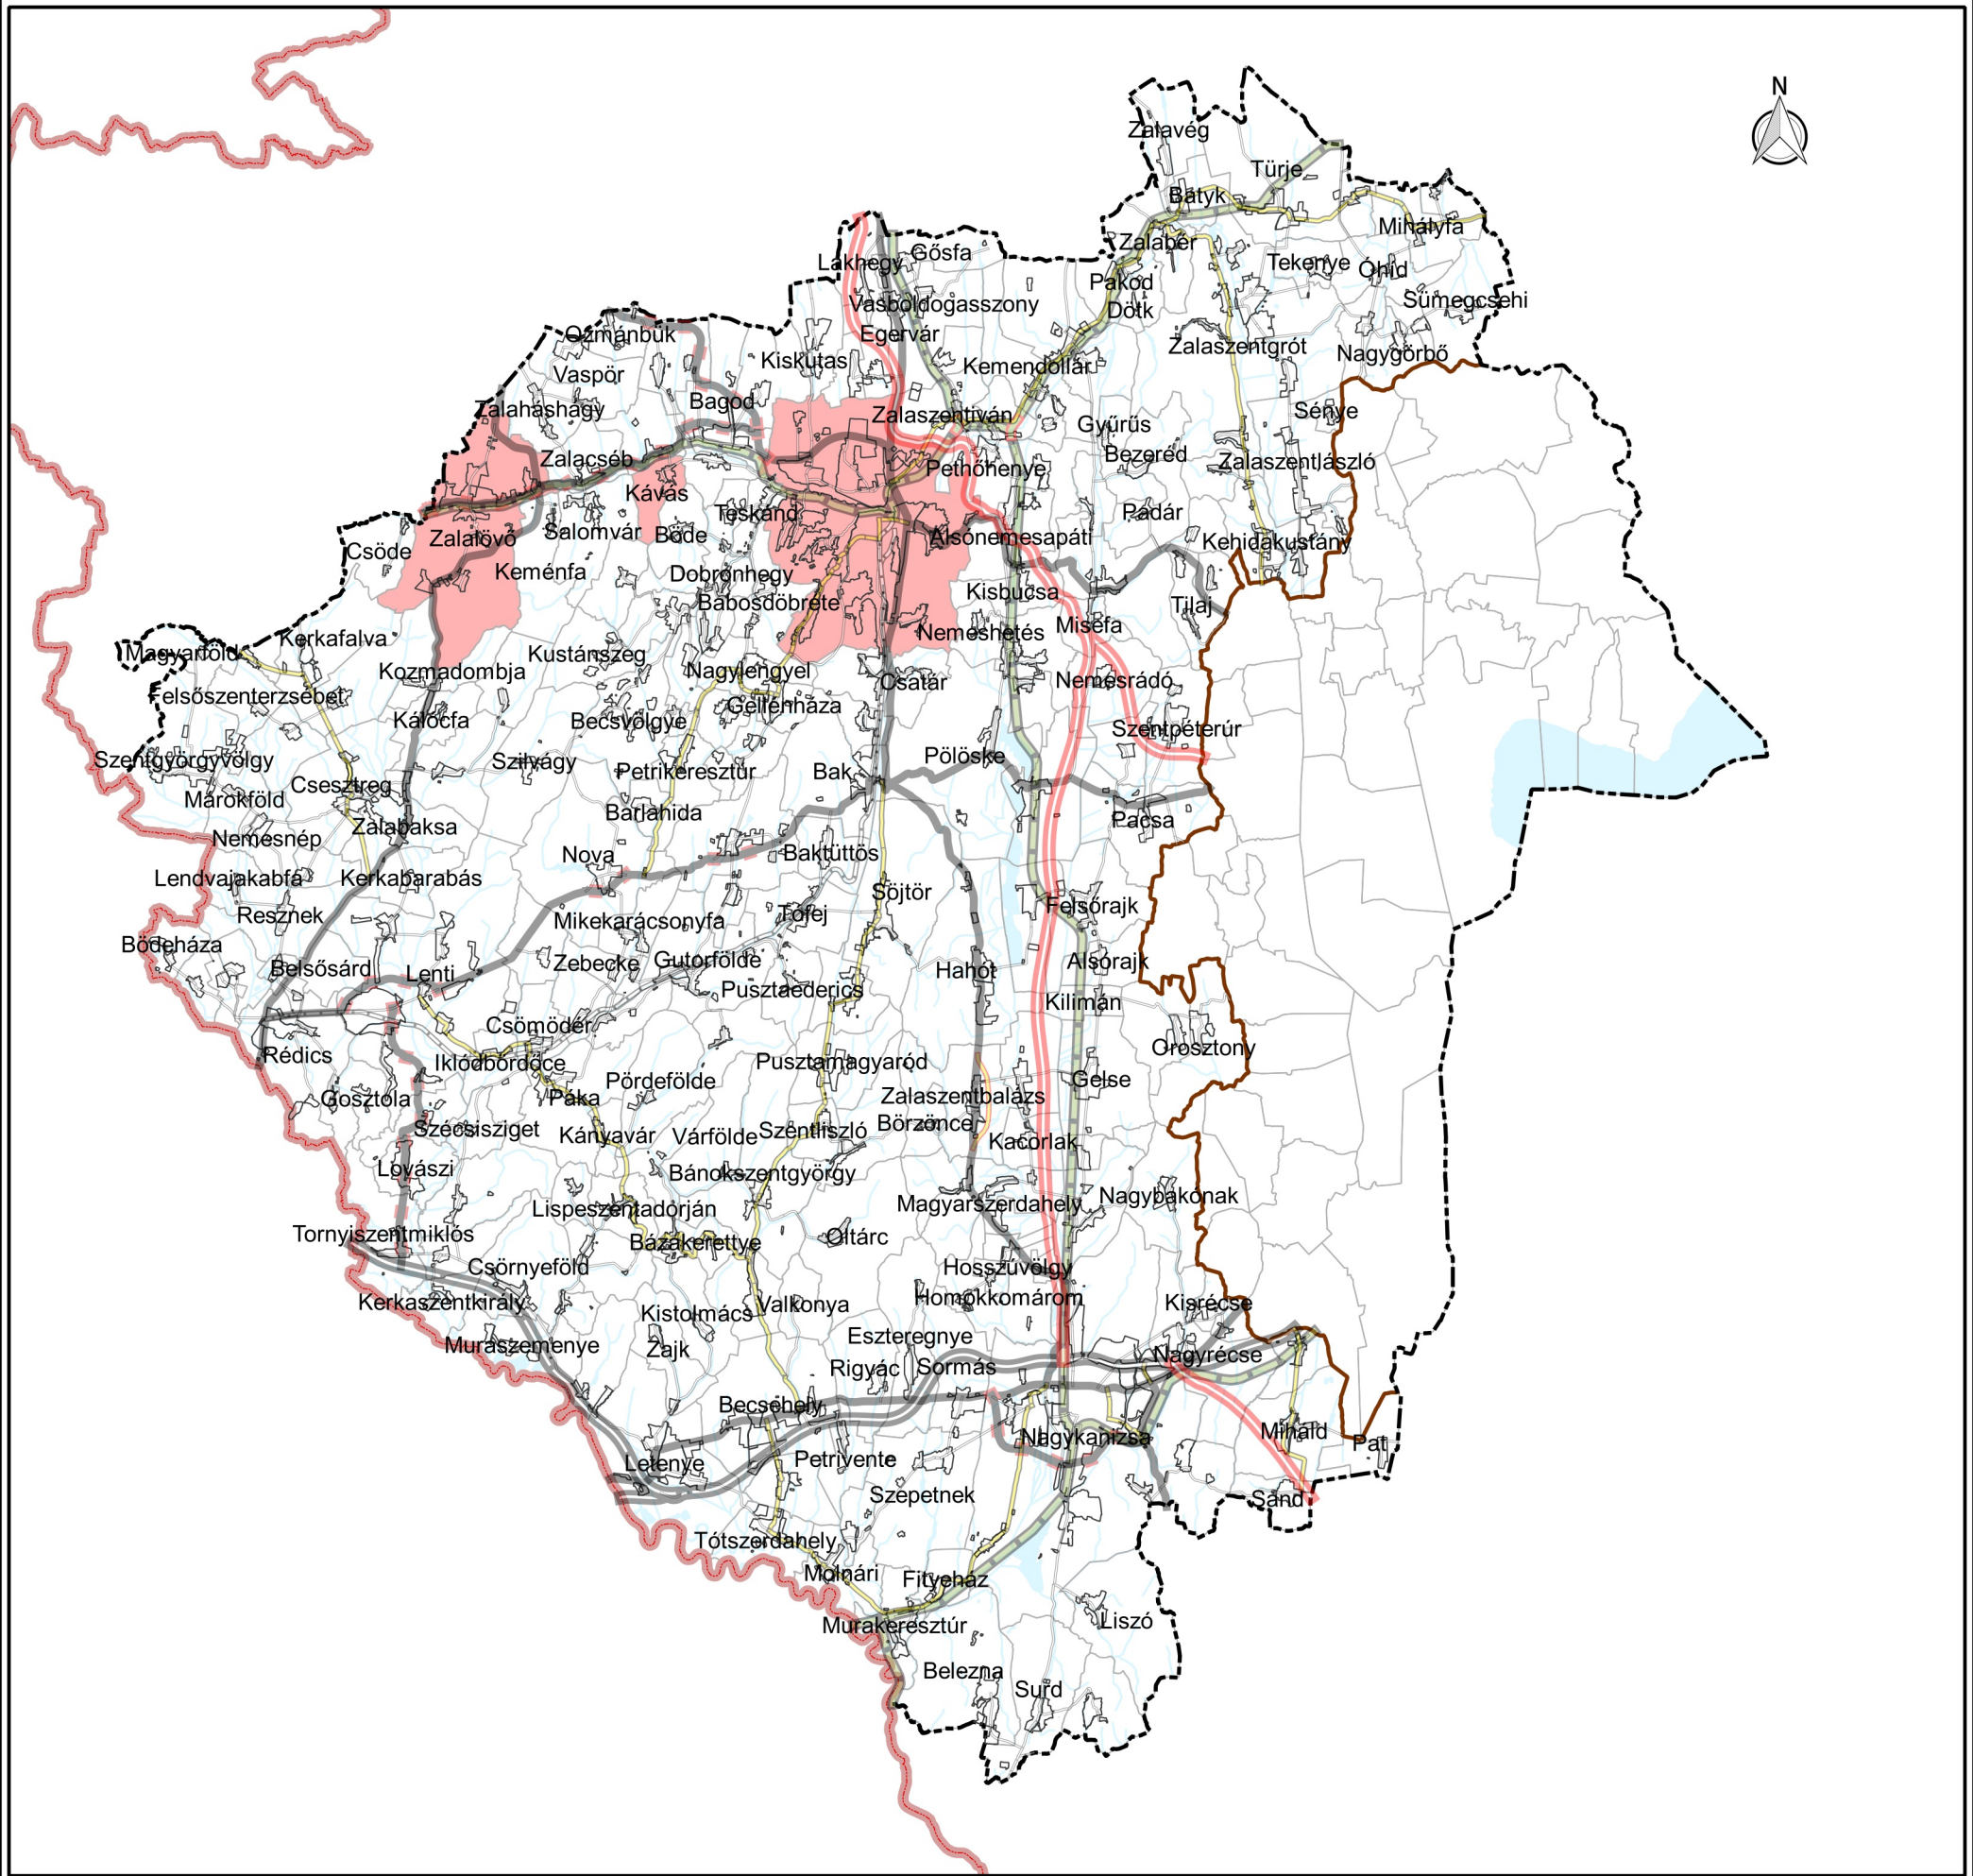 N
Zalavég
Türje
Batyk
Mihályfa
Zalabér
Gősfa
Lakhegy
Tekenye
Óhíd
Pakod
Sümegcsehi
Vasboldogasszony
Dötk
Egervár
Ozmánbük
Zalaszentgrót
Nagygörbő
Kiskutas
Kemendollár
Vaspör
Bagod
Zalaháshágy
Sénye
Zalaszentiván
Gyűrűs
Bezeréd
Zalacséb
Zalaszentlászló
Pethőhenye
Kávás
Teskánd
Padár
Salomvár
Böde
Zalalövő
Alsónemesapáti
Kehidakustány
Csöde
Keménfa
Dobronhegy
Kisbucsa
Babosdöbréte
Tilaj
Misefa
Nemeshetés
Kerkafalva
Magyarföld
Kustánszeg
Kozmadombja
Nagylengyel
Csatár
Nemesrádó
Felsőszenterzsébet
Gellénháza
Kálócfa
Becsvölgye
Szentpéterúr
Pölöske
Szentgyörgyvölgy
Szilvágy
Petrikeresztúr
Bak
Csesztreg
Márokföld
Barlahida
Pacsa
Zalabaksa
Nemesnép
Nova
Baktüttös
Lendvajakabfa
Kerkabarabás
Söjtör
Felsőrajk
Resznek
Tófej
Mikekarácsonyfa
Bödeháza
Gutorfölde
Alsórajk
Zebecke
Belsősárd
Lenti
Hahót
Pusztaederics
Kilimán
Csömödér
Orosztony
Rédics
Iklódbördőce
Pusztamagyaród
Gelse
Pördefölde
Gosztola
Páka
Zalaszentbalázs
Börzönce
Szécsisziget
Kányavár
Várfölde
Szentliszló
Kacorlak
Lovászi
Bánokszentgyörgy
Nagybakónak
Magyarszerdahely
Lispeszentadorján
Tornyiszentmiklós
Oltárc
Bázakerettye
Csörnyeföld
Hosszúvölgy
Homokkomárom
Kerkaszentkirály
Valkonya
Kisrécse
Kistolmács
Eszteregnye
Muraszemenye
Zajk
Nagyrécse
Rigyác
Sormás
Becsehely
Miháld
Nagykanizsa
Pat
Letenye
Petrivente
Szepetnek
Sand
Tótszerdahely
Molnári
Fityeház
Liszó
Murakeresztúr
Belezna
Surd